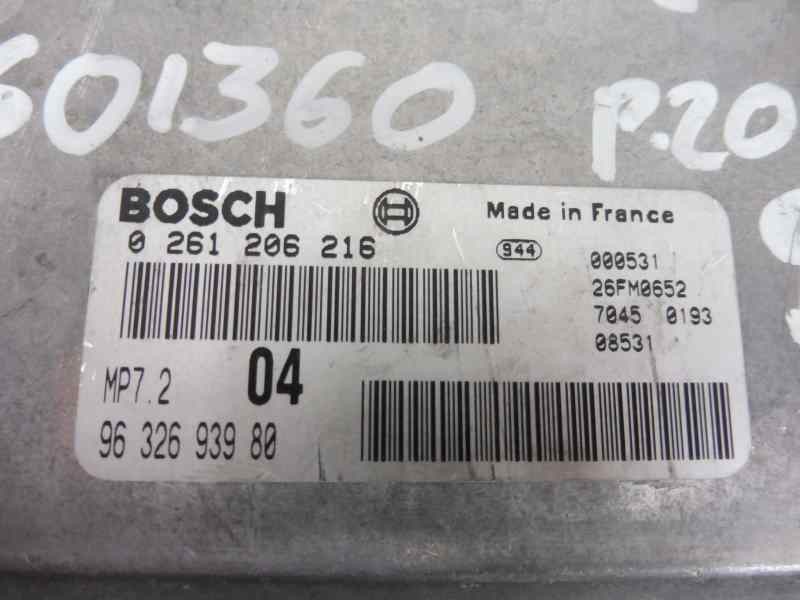 601360
P.20
BOSCH
Made in France
0 261 206 216
944
000531
26FM0652
7045 0193
08531
MP7.2
04
96 326 939 80